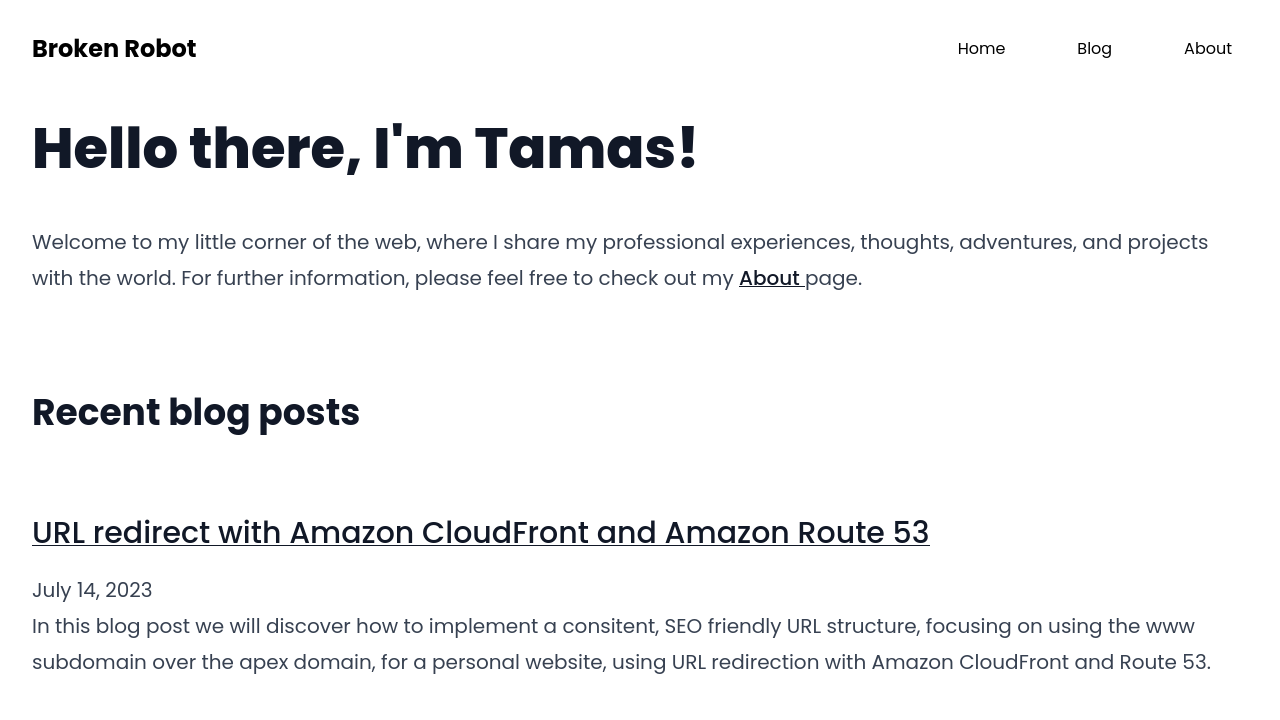 Broken Robot
Home
Blog
About
Hello there, I'm Tamas!
Welcome to my little corner of the web, where I share my professional experiences, thoughts, adventures, and projects
with the world. For further information, please feel free to check out my About page.
Recent blog posts
URL redirect with Amazon CloudFront and Amazon Route 53
July 14, 2023
In this blog post we will discover how to implement a consitent, SEO friendly URL structure, focusing on using the www
subdomain over the apex domain, for a personal website, using URL redirection with Amazon CloudFront and Route 53.